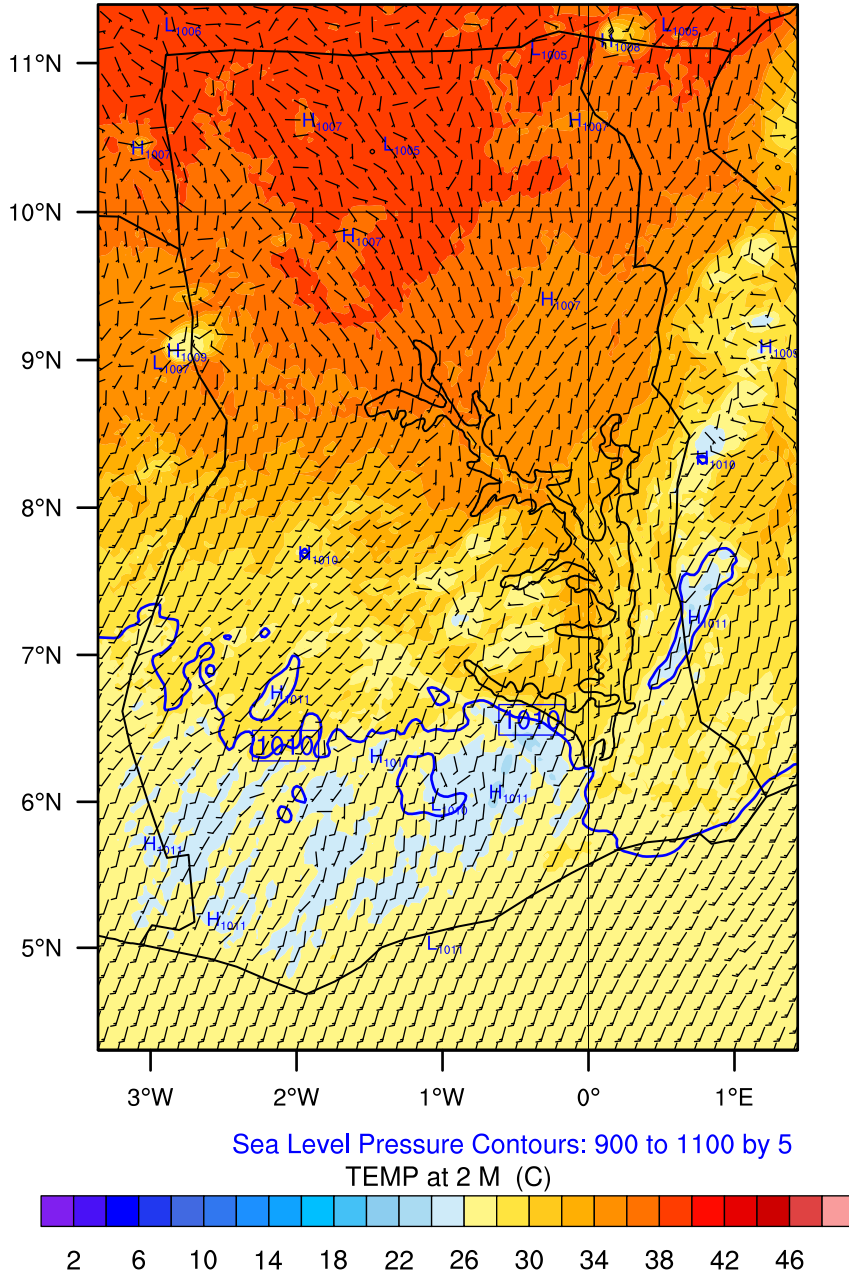 L1006
L1005
H1008
L1005
11°N
H1007
H1007
H1007
L1005
10°N
H1007
H1007
H1009
L1007
H1009
9°N
H1010
8°N
H1010
H1011
7°N
H1011
1010
1010
H1011
H1011
L1010
6°N
H1011
H1011
L1011
5°N
3°W 2°W 1°W 0° 1°E
Sea Level Pressure Contours: 900 to 1100 by 5
TEMP at 2 M (C)
2 6 10 14 18 22 26 30 34 38 42 46